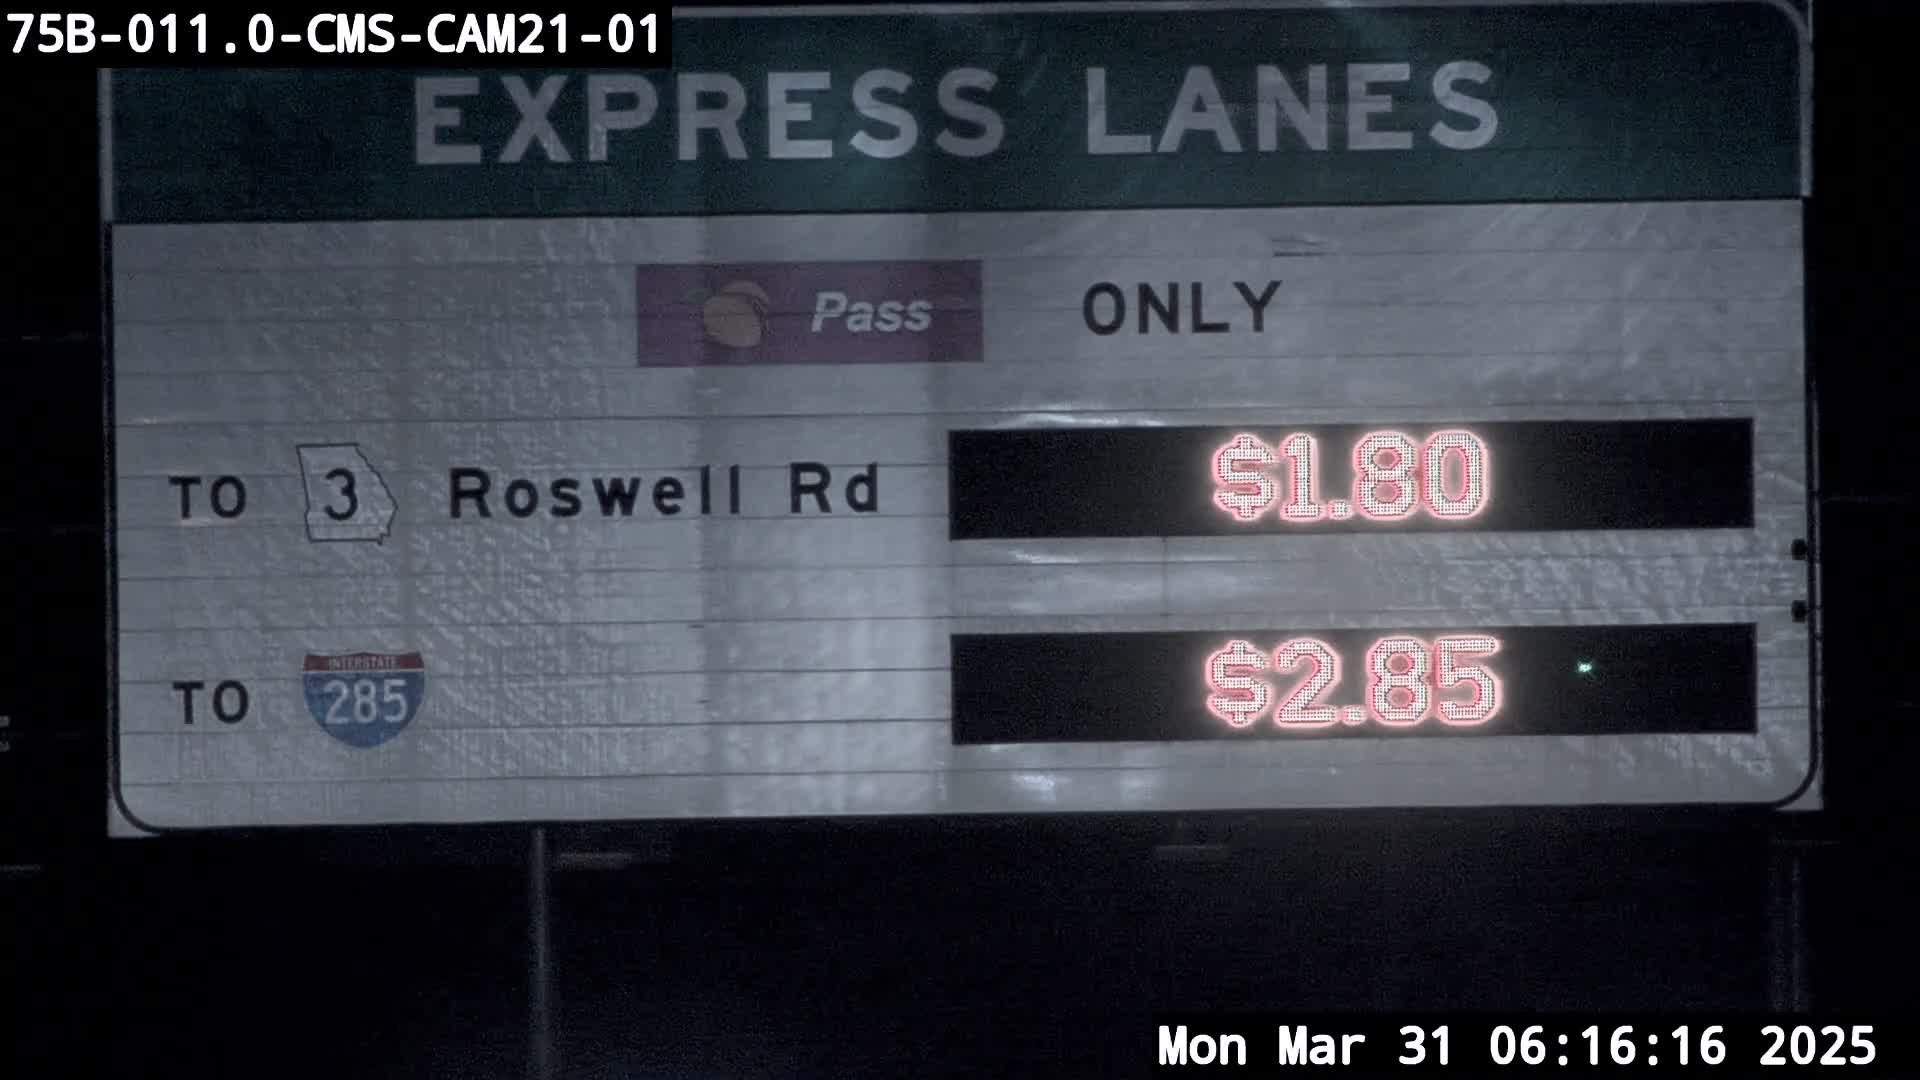 75B-011.0-CMS-CAM21-01
EXPRESS LANES
Pass ONLY
TO 3 Roswell Rd $1.80
INTERSTATE
TO 285 $2.85
Mon Mar 31 06:16:16 2025